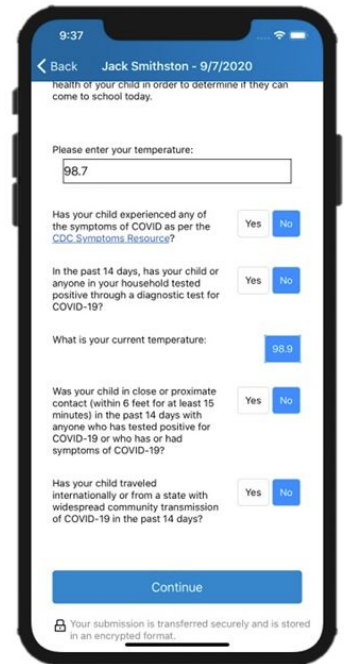 9:37
Back Jack Smithston - 9/7/2020
health of your child in order to determine if they can
come to school today.
Please enter your temperature:
98.7
Has your child experienced any of
the symptoms of COVID as per the
CDC Symptoms Resource?
Yes No
In the past 14 days, has your child or
anyone in your household tested
positive through a diagnostic test for
COVID-19?
Yes No
What is your current temperature:
98.9
Was your child in close or proximate
contact (within 6 feet for at least 15
minutes) in the past 14 days with
anyone who has tested positive for
COVID-19 or who has or had
symptoms of COVID-19?
Yes No
Has your child traveled
internationally or from a state with
widespread community transmission
of COVID-19 in the past 14 days?
Yes No
Continue
Your submission is transferred securely and is stored
in an encrypted format.